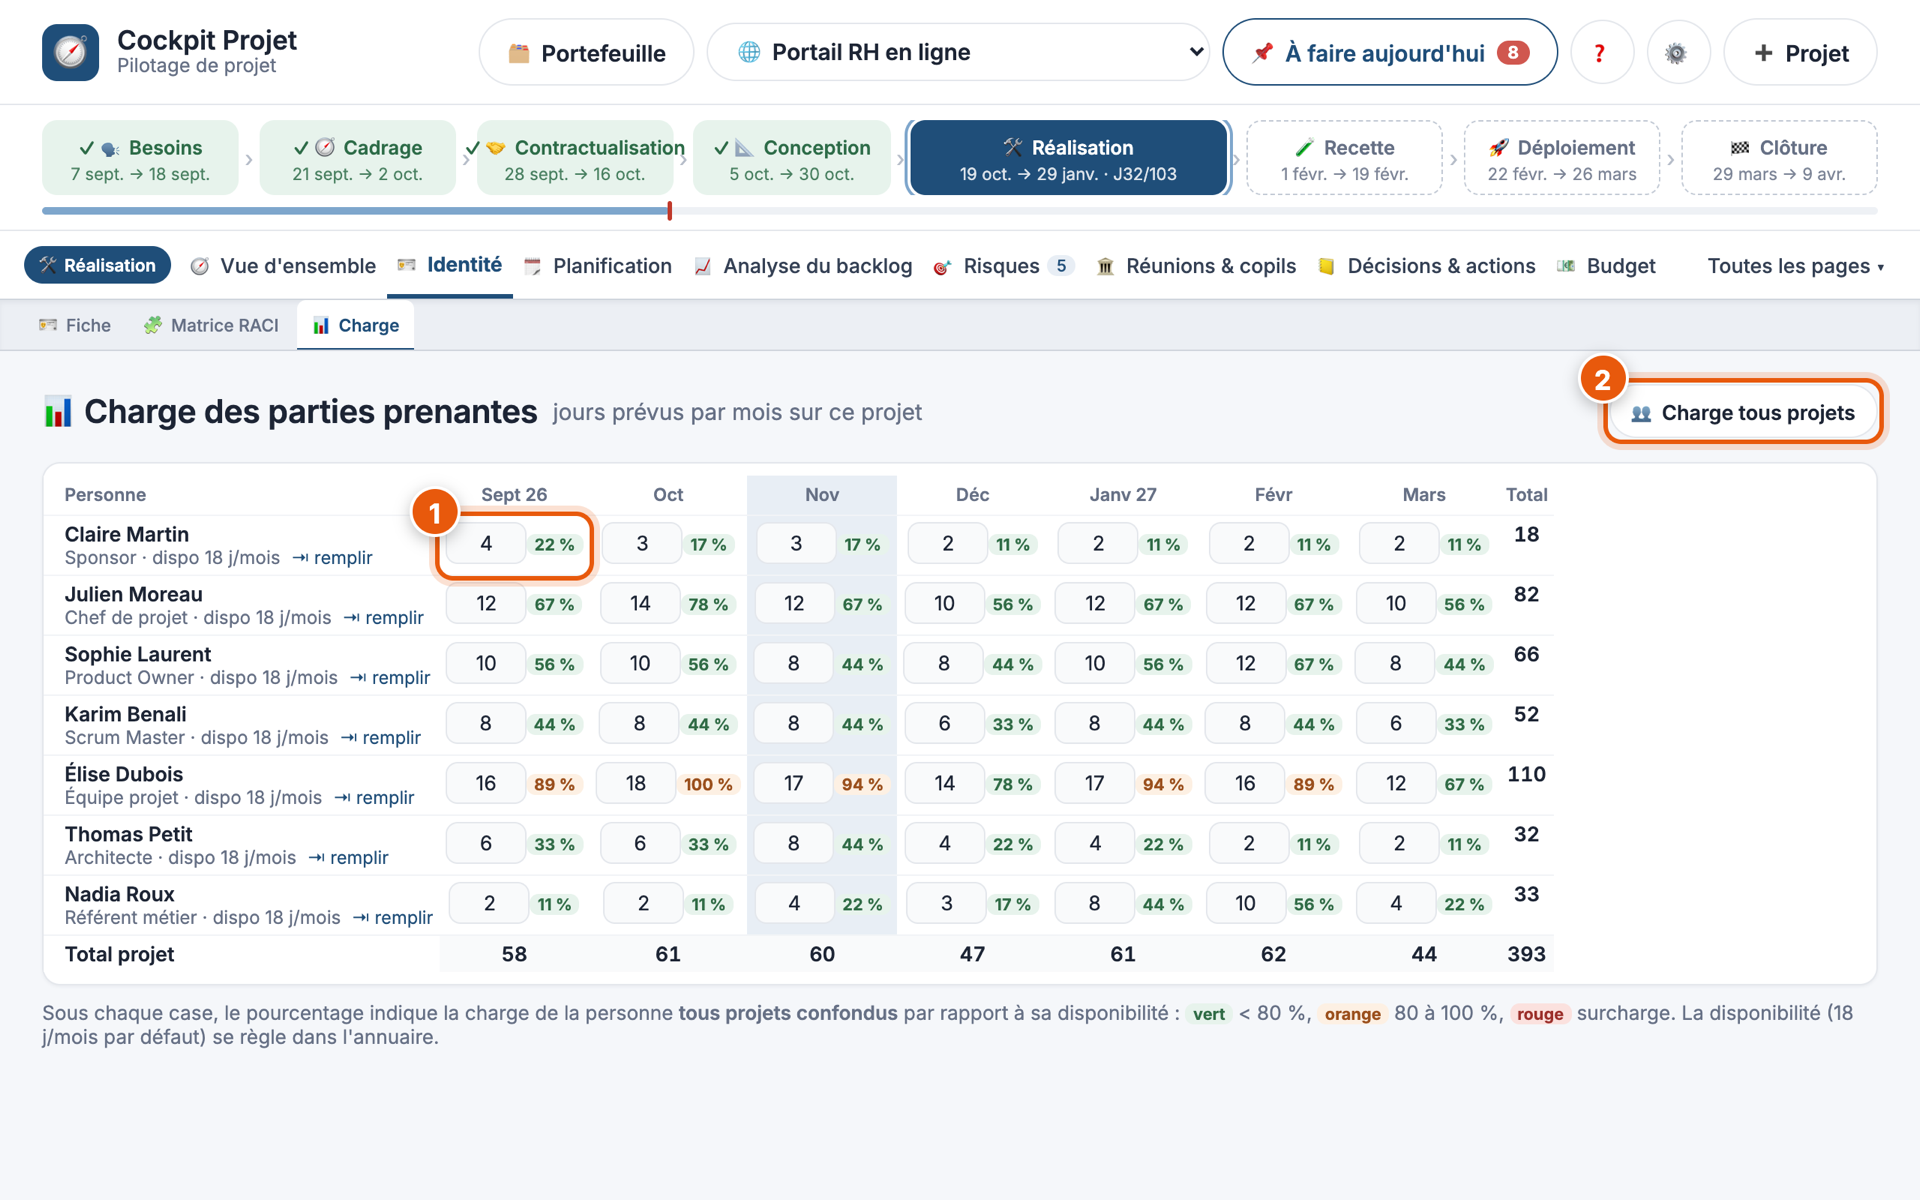 Cockpit Projet
Pilotage de projet
Portefeuille
Portail RH en ligne
À faire aujourd'hui 8
?
+ Projet
✓ Besoins
7 sept. → 18 sept.
✓ Cadrage
21 sept. → 2 oct.
✓ Contractualisation
28 sept. → 16 oct.
✓ Conception
5 oct. → 30 oct.
Réalisation
19 oct. → 29 janv. · J32/103
Recette
1 févr. → 19 févr.
Déploiement
22 févr. → 26 mars
Clôture
29 mars → 9 avr.
Réalisation Vue d'ensemble Identité Planification Analyse du backlog Risques 5 Réunions & copils Décisions & actions Budget Toutes les pages ▾
Fiche Matrice RACI Charge
Charge des parties prenantes jours prévus par mois sur ce projet
2
Charge tous projets
Personne Sept 26 Oct Nov Déc Janv 27 Févr Mars Total
1
Claire Martin 4 22 % 3 17 % 3 17 % 2 11 % 2 11 % 2 11 % 2 11 % 18
Sponsor · dispo 18 j/mois ⇥ remplir
Julien Moreau 12 67 % 14 78 % 12 67 % 10 56 % 12 67 % 12 67 % 10 56 % 82
Chef de projet · dispo 18 j/mois ⇥ remplir
Sophie Laurent 10 56 % 10 56 % 8 44 % 8 44 % 10 56 % 12 67 % 8 44 % 66
Product Owner · dispo 18 j/mois ⇥ remplir
Karim Benali 8 44 % 8 44 % 8 44 % 6 33 % 8 44 % 8 44 % 6 33 % 52
Scrum Master · dispo 18 j/mois ⇥ remplir
Élise Dubois 16 89 % 18 100 % 17 94 % 14 78 % 17 94 % 16 89 % 12 67 % 110
Équipe projet · dispo 18 j/mois ⇥ remplir
Thomas Petit 6 33 % 6 33 % 8 44 % 4 22 % 4 22 % 2 11 % 2 11 % 32
Architecte · dispo 18 j/mois ⇥ remplir
Nadia Roux 2 11 % 2 11 % 4 22 % 3 17 % 8 44 % 10 56 % 4 22 % 33
Référent métier · dispo 18 j/mois ⇥ remplir
Total projet 58 61 60 47 61 62 44 393
Sous chaque case, le pourcentage indique la charge de la personne tous projets confondus par rapport à sa disponibilité : vert < 80 %, orange 80 à 100 %, rouge surcharge. La disponibilité (18
j/mois par défaut) se règle dans l'annuaire.